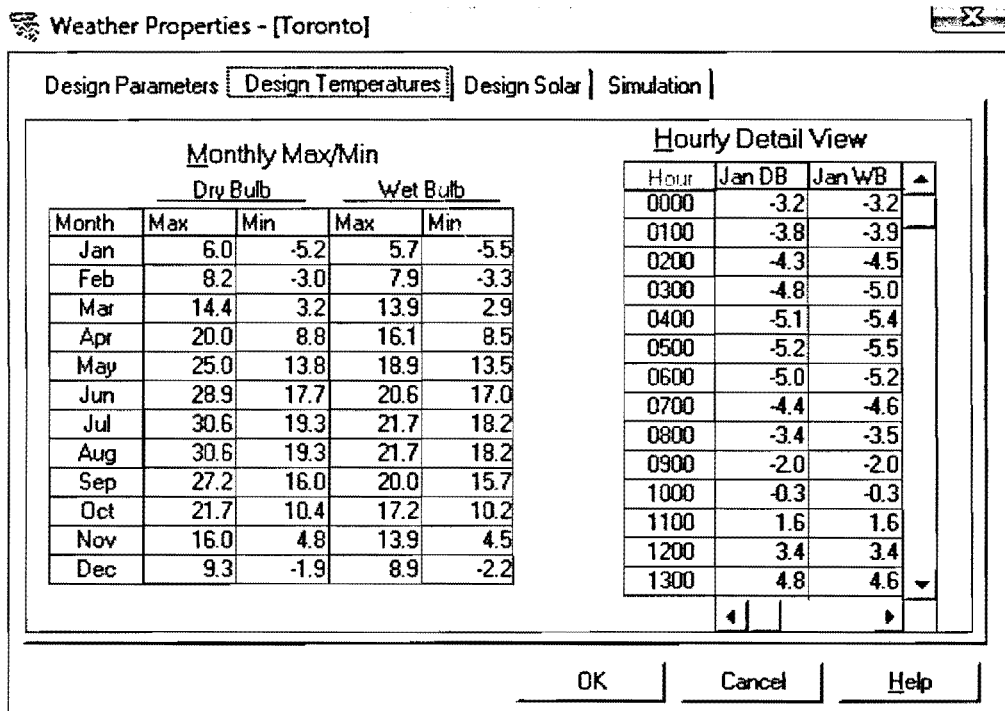 Weather Properties - [Toronto]
Design Parameters Design Temperatures Design Solar Simulation
Monthly Max/Min
Dry Bulb Wet Bulb
Month Max Min Max Min
Jan 6.0 -5.2 5.7 -5.5
Feb 8.2 -3.0 7.9 -3.3
Mar 14.4 3.2 13.9 2.9
Apr 20.0 8.8 16.1 8.5
May 25.0 13.8 18.9 13.5
Jun 28.9 17.7 20.6 17.0
Jul 30.6 19.3 21.7 18.2
Aug 30.6 19.3 21.7 18.2
Sep 27.2 16.0 20.0 15.7
Oct 21.7 10.4 17.2 10.2
Nov 16.0 4.8 13.9 4.5
Dec 9.3 -1.9 8.9 -2.2
Hourly Detail View
Hour Jan DB Jan WB
0000 -3.2 -3.2
0100 -3.8 -3.9
0200 -4.3 -4.5
0300 -4.8 -5.0
0400 -5.1 -5.4
0500 -5.2 -5.5
0600 -5.0 -5.2
0700 -4.4 -4.6
0800 -3.4 -3.5
0900 -2.0 -2.0
1000 -0.3 -0.3
1100 1.6 1.6
1200 3.4 3.4
1300 4.8 4.6
OK Cancel Help